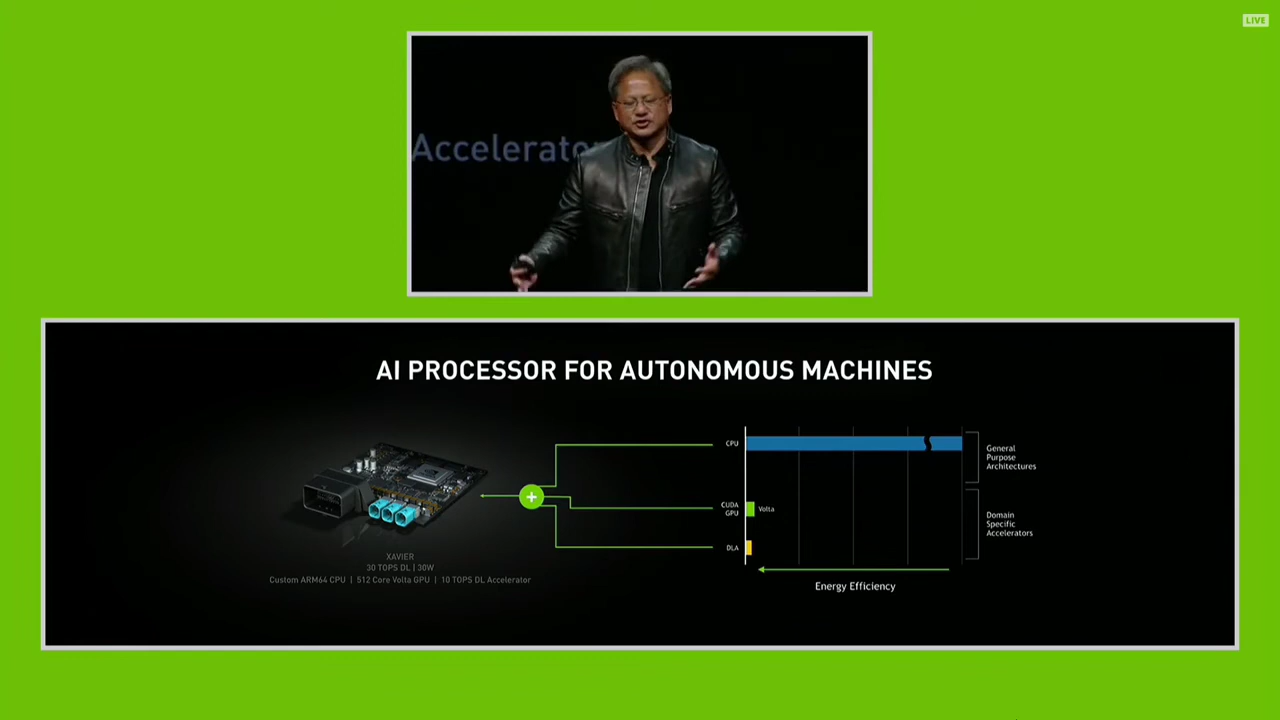 LIVE
Accelerato
AI PROCESSOR FOR AUTONOMOUS MACHINES
XAVIER
30 TOPS DL | 30W
Custom ARM64 CPU | 512 Core Volta GPU | 10 TOPS DL Accelerator
CPU
CUDA
GPU
Volta
DLA
General
Purpose
Architectures
Domain
Specific
Accelerators
Energy Efficiency